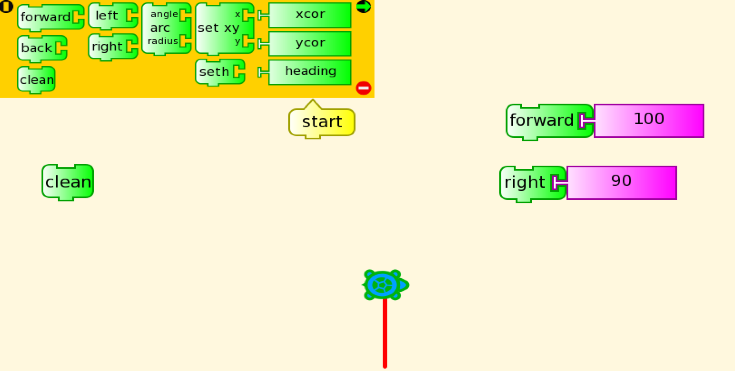 forward left angle arc radius set xy x y xcor
back right ycor
clean seth heading
start
forward 100
clean
right 90